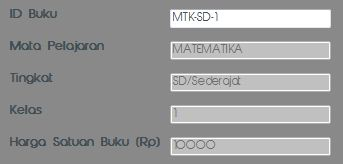 ID Buku MTK-SD-1
Mata Pelajaran MATEMATIKA
Tingkat SD/Sederajat
Kelas 1
Harga Satuan Buku (Rp) 10000